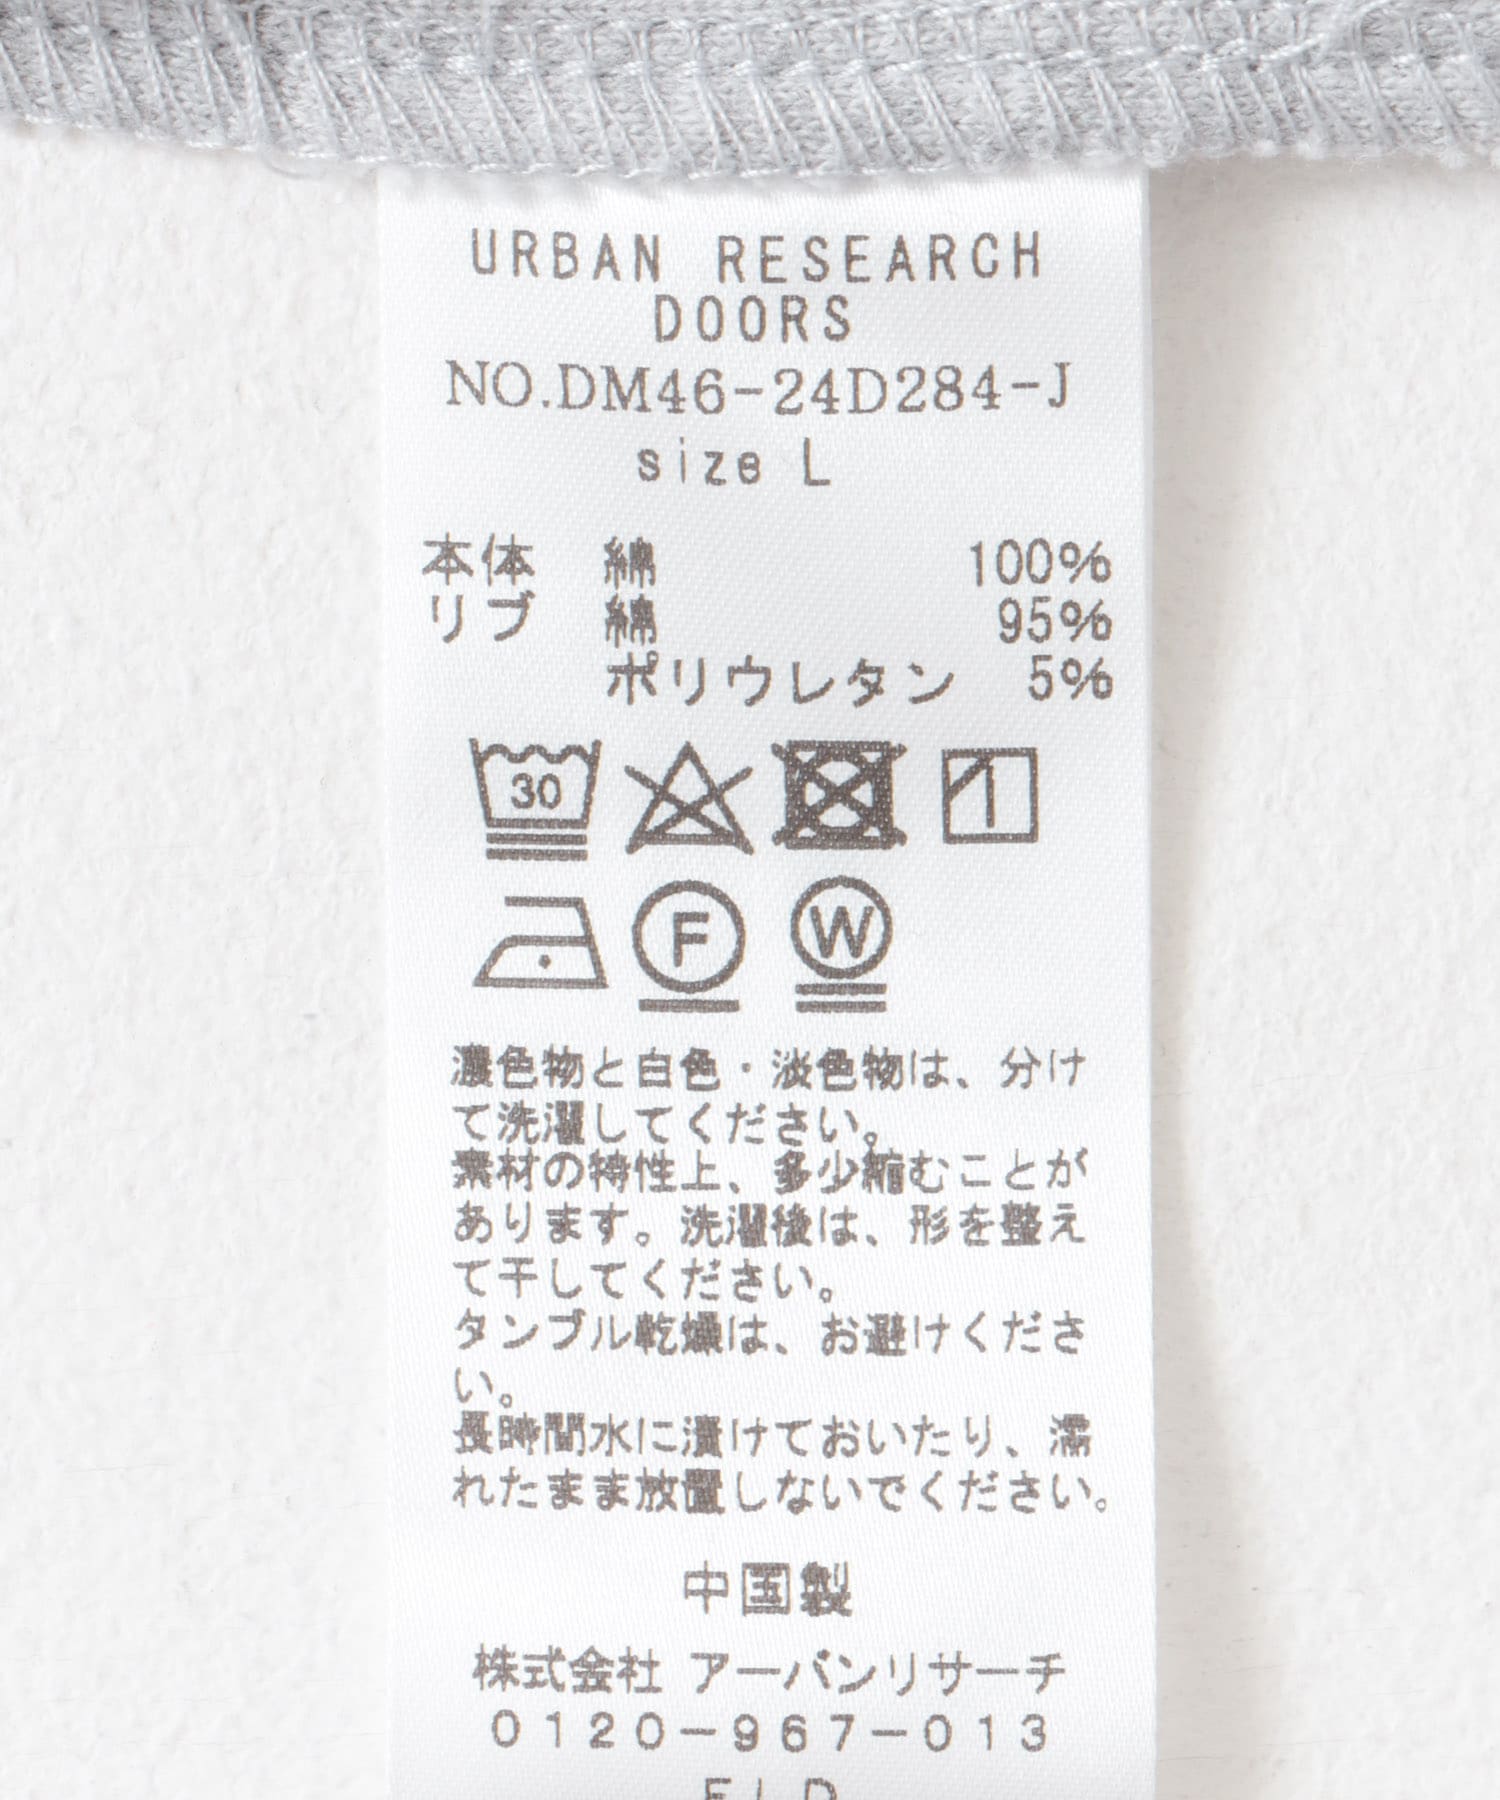 URBAN RESEARCH
DOORS
NO.DM46-24D284-J
size L
本体 綿 100%
リブ 綿 95%
ポリウレタン 5%
30
F W
濃色物と白色・淡色物は、分け
て洗濯してください。
素材の特性上、多少縮むことが
あります。洗濯後は、形を整え
て干してください。
タンブル乾燥は、お避けくださ
い。
長時間水に漬けておいたり、濡
れたまま放置しないでください。
中国製
株式会社 アーバンリサーチ
0120-967-013